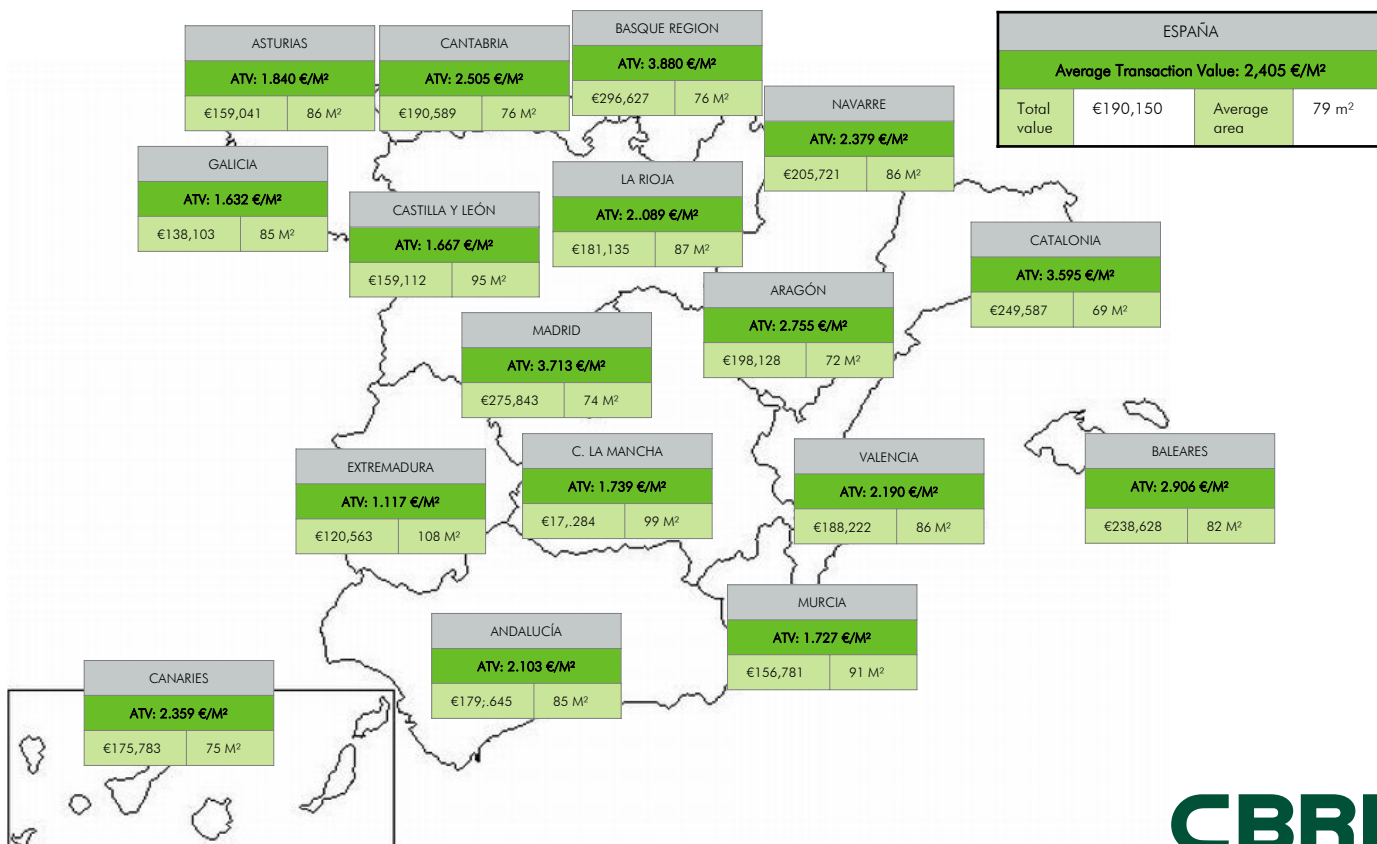 ASTURIAS
ATV: 1.840 €/M²
€159,041 86 M²
CANTABRIA
ATV: 2.505 €/M²
€190,589 76 M²
BASQUE REGION
ATV: 3.880 €/M²
€296,627 76 M²
ESPAÑA
Average Transaction Value: 2,405 €/M²
Total value €190,150 Average area 79 m²
NAVARRE
ATV: 2.379 €/M²
€205,721 86 M²
GALICIA
ATV: 1.632 €/M²
€138,103 85 M²
CASTILLA Y LEÓN
ATV: 1.667 €/M²
€159,112 95 M²
LA RIOJA
ATV: 2..089 €/M²
€181,135 87 M²
CATALONIA
ATV: 3.595 €/M²
€249,587 69 M²
ARAGÓN
ATV: 2.755 €/M²
€198,128 72 M²
MADRID
ATV: 3.713 €/M²
€275,843 74 M²
EXTREMADURA
ATV: 1.117 €/M²
€120,563 108 M²
C. LA MANCHA
ATV: 1.739 €/M²
€17,.284 99 M²
VALENCIA
ATV: 2.190 €/M²
€188,222 86 M²
BALEARES
ATV: 2.906 €/M²
€238,628 82 M²
MURCIA
ATV: 1.727 €/M²
€156,781 91 M²
ANDALUCÍA
ATV: 2.103 €/M²
€179;.645 85 M²
CANARIES
ATV: 2.359 €/M²
€175,783 75 M²
CBRE